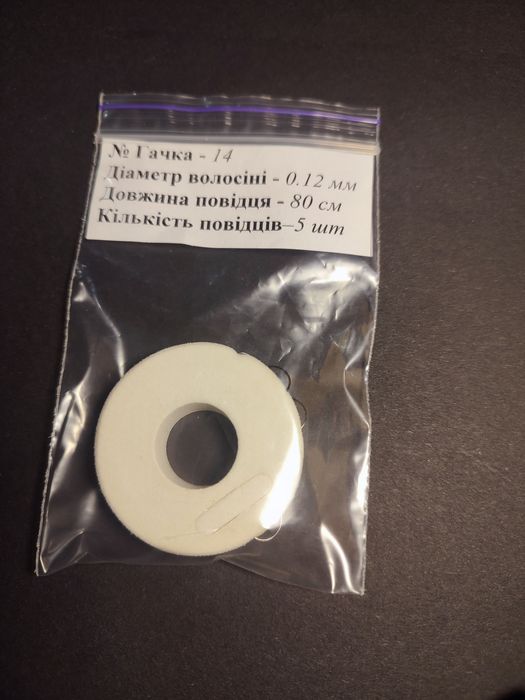 № Гачка - 14
Діаметр волосіні - 0.12 мм
Довжина повідця - 80 см
Кількість повідців–5 шт